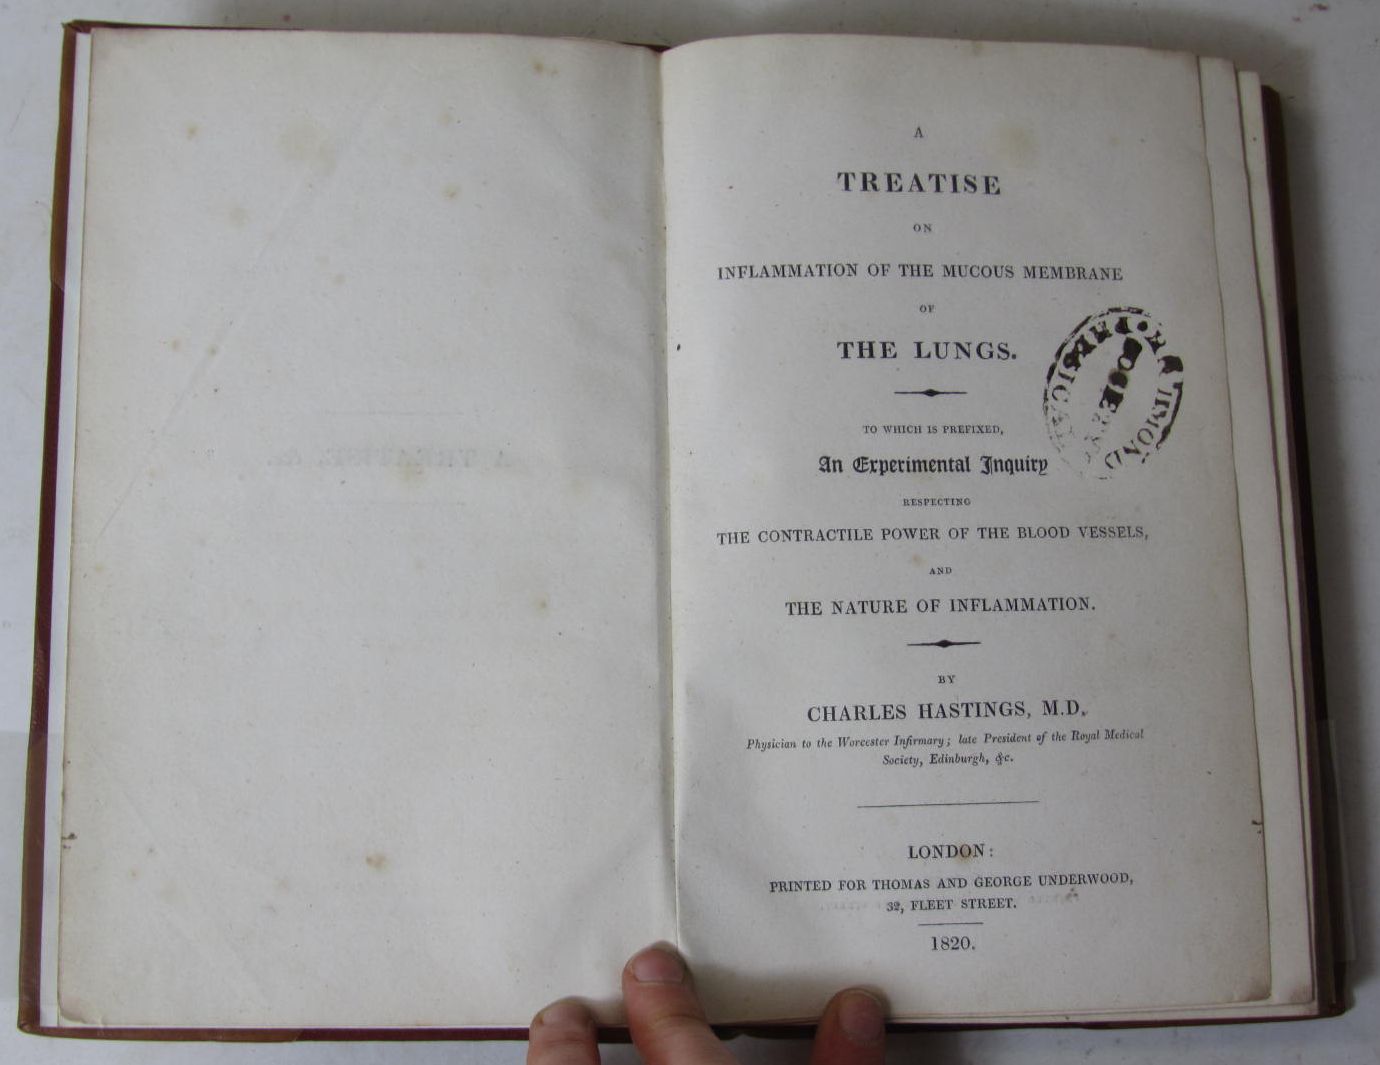 A
TREATISE
ON
INFLAMMATION OF THE MUCOUS MEMBRANE
OF
THE LUNGS.
TO WHICH IS PREFIXED,
An Experimental Inquiry
RESPECTING
THE CONTRACTILE POWER OF THE BLOOD VESSELS,
AND
THE NATURE OF INFLAMMATION.
BY
CHARLES HASTINGS, M.D.
Physician to the Worcester Infirmary; late President of the Royal Medical
Society, Edinburgh, &c.
LONDON:
PRINTED FOR THOMAS AND GEORGE UNDERWOOD,
32, FLEET STREET.
1820.